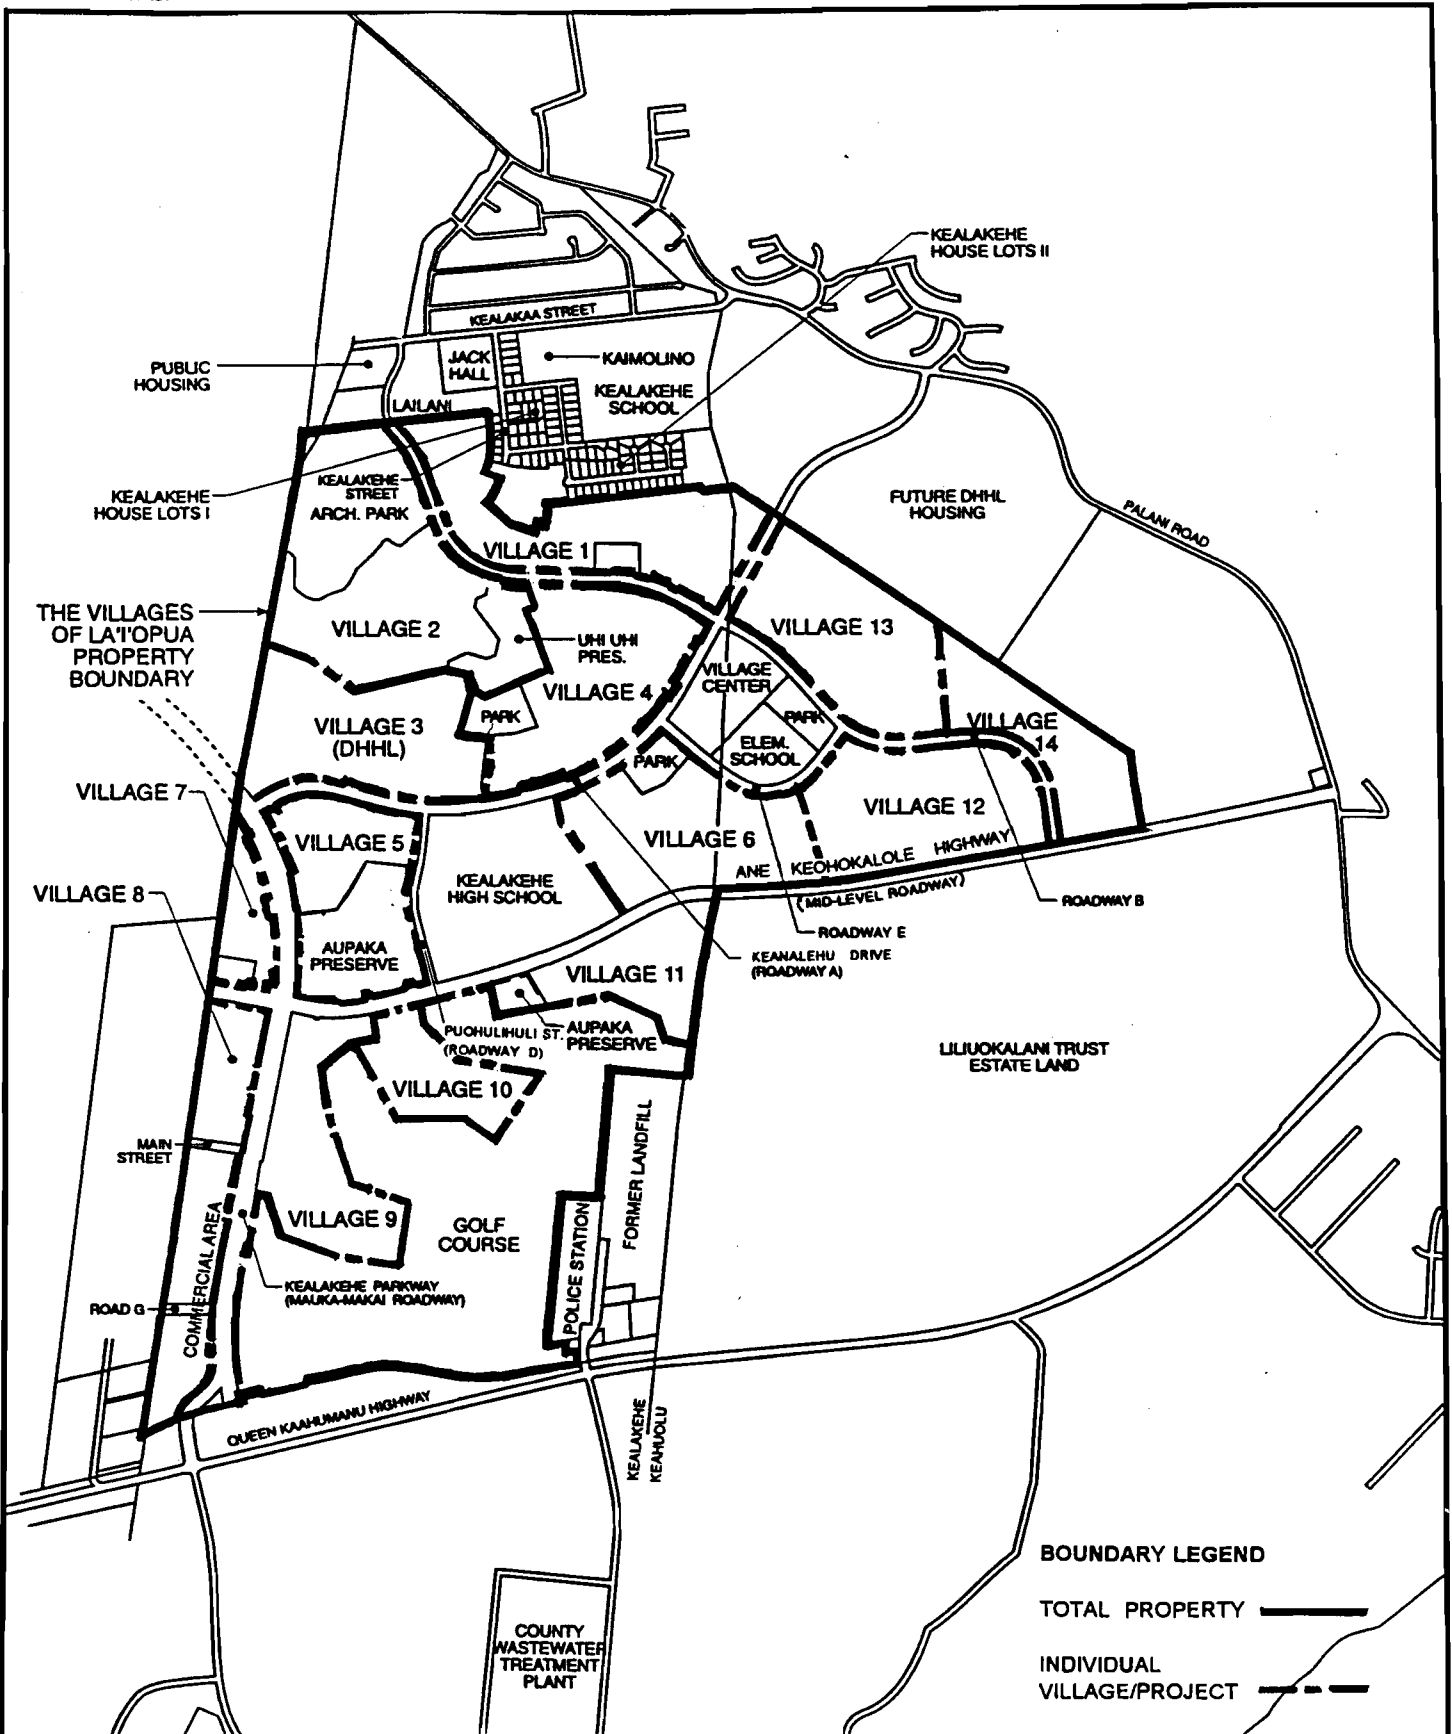 KEALAKEHE
HOUSE LOTS II
KEALAKAA STREET
JACK
HALL
KAIMOLINO
PUBLIC
HOUSING
KEALAKEHE
SCHOOL
LAILANI
KEALAKEHE
STREET
KEALAKEHE
HOUSE LOTS I
ARCH. PARK
FUTURE DHHL
HOUSING
PALANI ROAD
VILLAGE 1
THE VILLAGES
OF LA'I'OPUA
PROPERTY
BOUNDARY
VILLAGE 2
UHI UHI
PRES.
VILLAGE 13
VILLAGE
CENTER
VILLAGE 4
PARK
PARK
VILLAGE 3
(DHHL)
VILLAGE
14
ELEM.
SCHOOL
PARK
VILLAGE 7
VILLAGE 12
VILLAGE 5
VILLAGE 6
ANE KEOHOKALOLE HIGHWAY
(MID-LEVEL ROADWAY)
VILLAGE 8
KEALAKEHE
HIGH SCHOOL
ROADWAY B
ROADWAY E
AUPAKA
PRESERVE
KEANALEHU DRIVE
(ROADWAY A)
VILLAGE 11
PUOHULIHULI ST.
(ROADWAY D)
AUPAKA
PRESERVE
LILIUOKALANI TRUST
ESTATE LAND
VILLAGE 10
MAIN
STREET
FORMER LANDFILL
VILLAGE 9
GOLF
COURSE
POLICE STATION
COMMERCIAL AREA
KEALAKEHE PARKWAY
(MAUKA-MAKAI ROADWAY)
ROAD G
QUEEN KAAHUMANU HIGHWAY
KEALAKEHE
KEAHUOLU
BOUNDARY LEGEND
TOTAL PROPERTY
INDIVIDUAL
VILLAGE/PROJECT
COUNTY
WASTEWATER
TREATMENT
PLANT